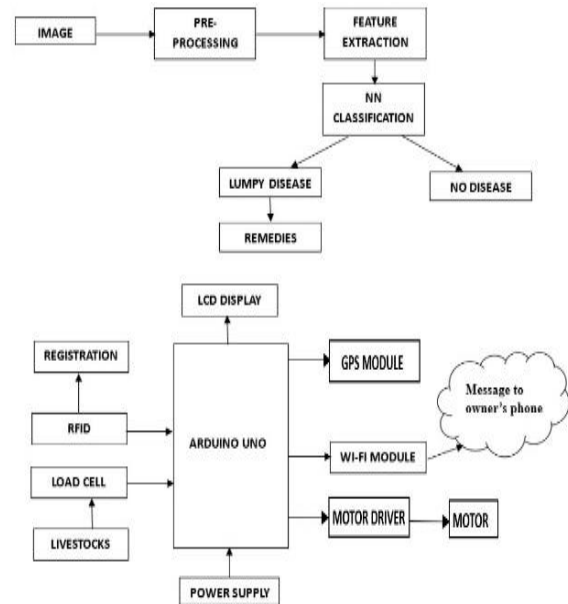 IMAGE
PRE-
PROCESSING
FEATURE
EXTRACTION
NN
CLASSIFICATION
LUMPY DISEASE
NO DISEASE
REMEDIES
LCD DISPLAY
REGISTRATION
GPS MODULE
Message to
owner's phone
RFID
ARDUINO UNO
WI-FI MODULE
LOAD CELL
MOTOR DRIVER
MOTOR
LIVESTOCKS
POWER SUPPLY